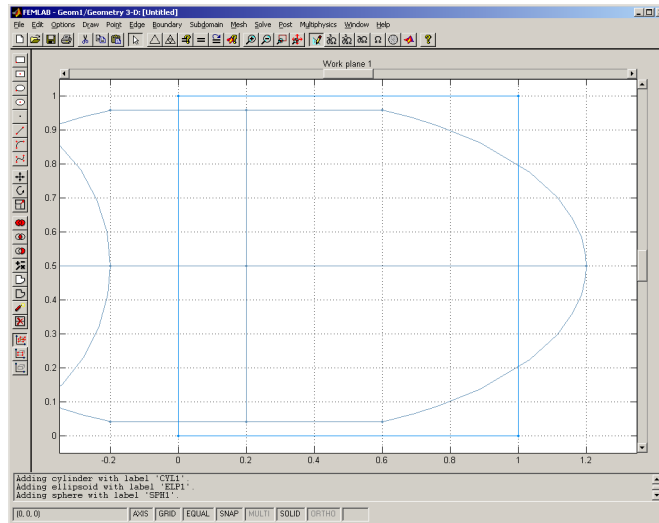 FEMLAB - Geom1/Geometry 3-D: [Untitled]
File Edit Options Draw Point Edge Boundary Subdomain Mesh Solve Post Multiphysics Window Help
Work plane 1
1
0.9
0.8
0.7
0.6
0.5
0.4
0.3
0.2
0.1
0
-0.2 0 0.2 0.4 0.6 0.8 1 1.2
Adding cylinder with label 'CYL1'.
Adding ellipsoid with label 'ELP1'.
Adding sphere with label 'SPH1'.
(0, 0, 0) AXIS GRID EQUAL SNAP MULTI SOLID ORTHO